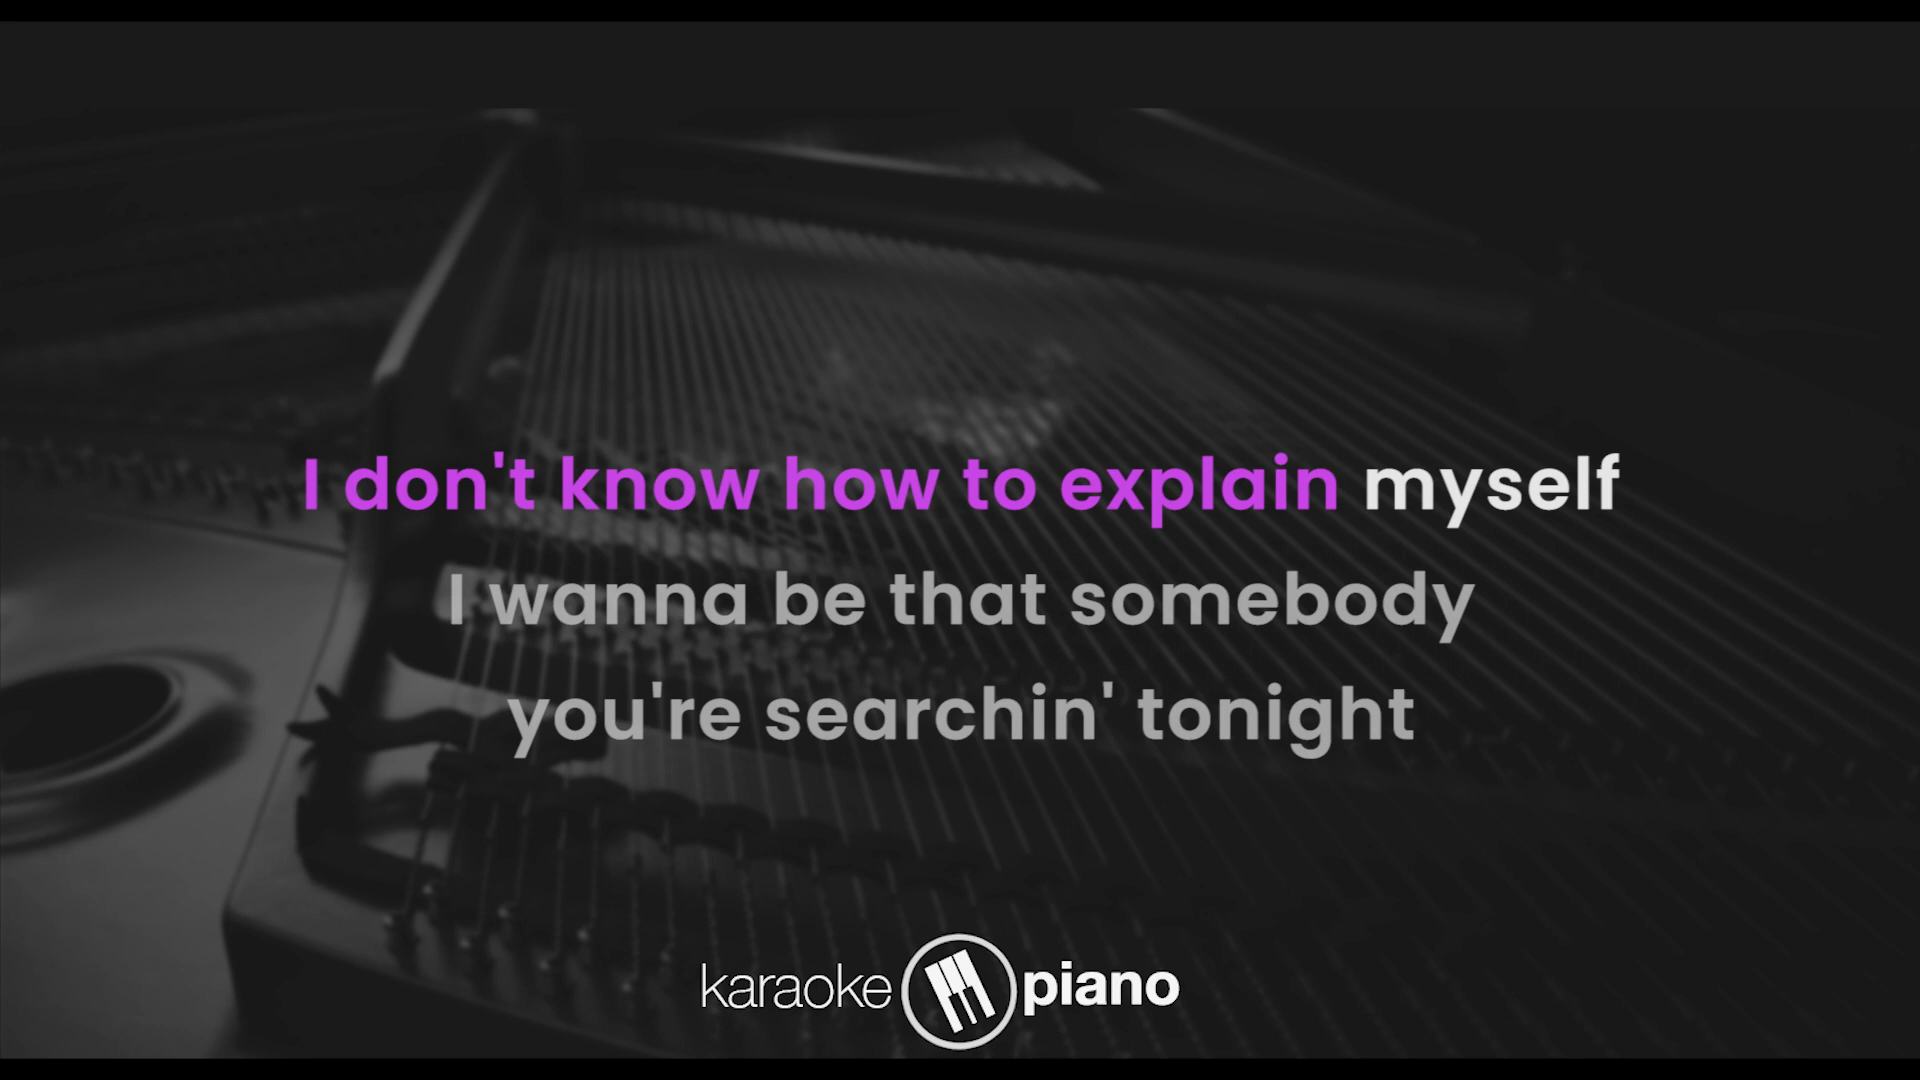 I don't know how to explain myself
I wanna be that somebody
you're searchin' tonight
karaoke piano